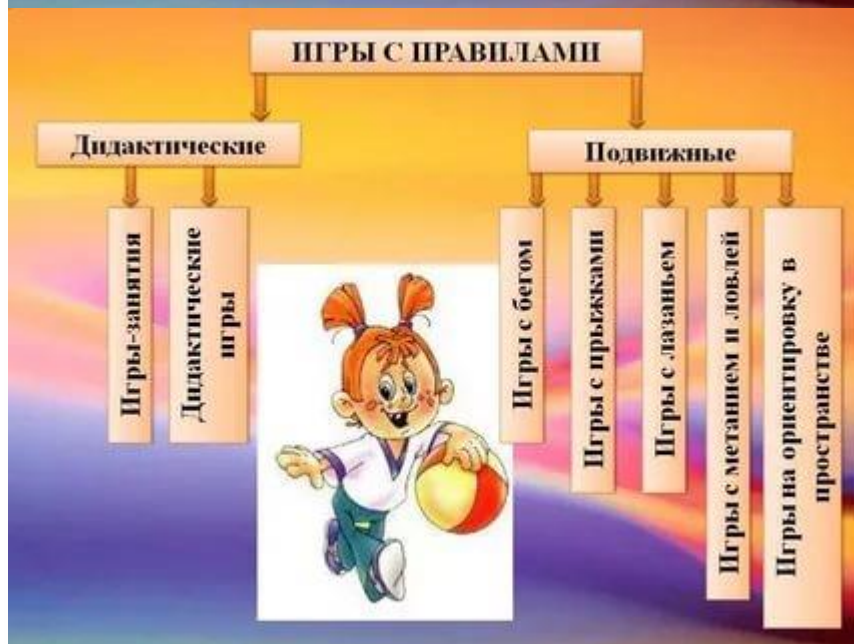 ИГРЫ С ПРАВИЛАМИ
Дидактические
Подвижные
Игры-занятия
Дидактические
игры
Игры с бегом
Игры с прыжками
Игры с лазаньем
Игры с метанием и ловлей
Игры на ориентировку в
пространстве